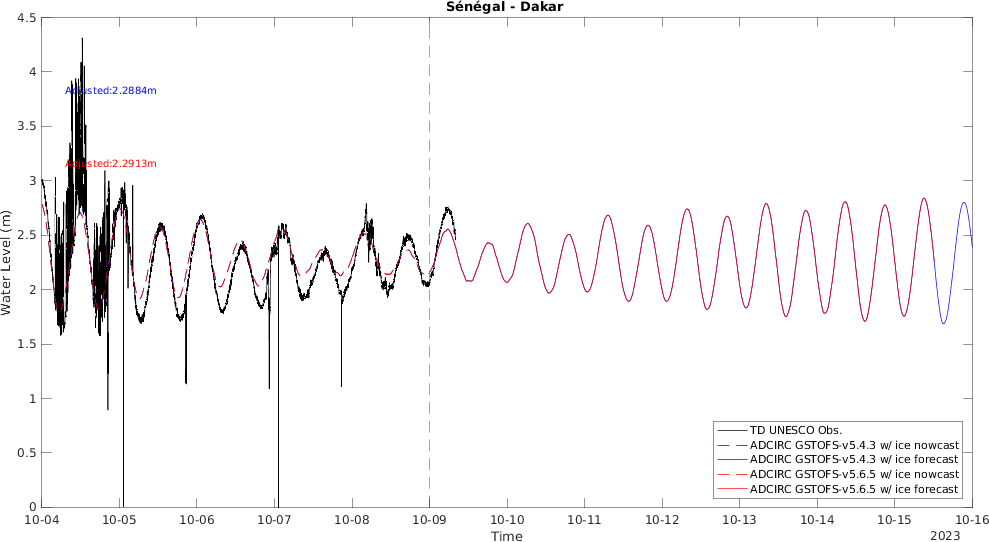 Sénégal - Dakar
4.5
4
3.5
3
2.5
2
1.5
1
0.5
0
Water Level (m)
Adjusted:2.2884m
Adjusted:2.2913m
TD UNESCO Obs.
ADCIRC GSTOFS-v5.4.3 w/ ice nowcast
ADCIRC GSTOFS-v5.4.3 w/ ice forecast
ADCIRC GSTOFS-v5.6.5 w/ ice nowcast
ADCIRC GSTOFS-v5.6.5 w/ ice forecast
10-04 10-05 10-06 10-07 10-08 10-09 10-10 10-11 10-12 10-13 10-14 10-15 10-16
Time
2023